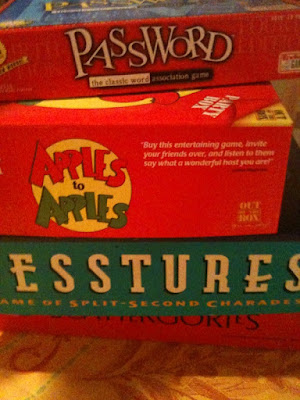 PASSWORD
the classic word association game
PARTY
BOX
"Buy this entertaining game, invite
your friends over, and listen to them
say what a wonderful host you are!"
APPLES
to
APPLES
OUT
OF THE
BOX
ESSTURES
AME OF SPLIT-SECOND CHARADES
TTERGORIES